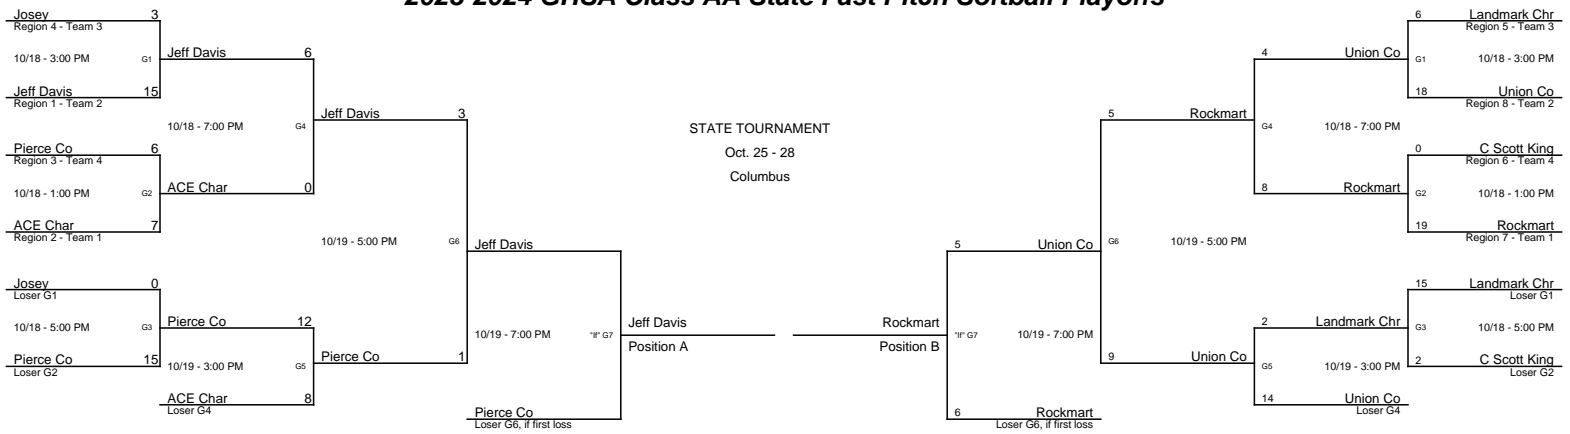 2023-2024 GHSA Class AA State Fast Pitch Softball Playoffs
Josey 3
Region 4 - Team 3
10/18 - 3:00 PM G1
Jeff Davis 6
Jeff Davis 15
Region 1 - Team 2
10/18 - 7:00 PM G4
Jeff Davis 3
Pierce Co 6
Region 3 - Team 4
10/18 - 1:00 PM G2
ACE Char 0
ACE Char 7
Region 2 - Team 1
10/19 - 5:00 PM G6
Jeff Davis
Josey 0
Loser G1
10/18 - 5:00 PM G3
Pierce Co 12
Pierce Co 15
Loser G2
10/19 - 3:00 PM G5
Pierce Co 1
ACE Char 8
Loser G4
10/19 - 7:00 PM "If" G7
Jeff Davis
Position A
Pierce Co
Loser G6, if first loss
STATE TOURNAMENT
Oct. 25 - 28
Columbus
6 Landmark Chr
Region 5 - Team 3
4 Union Co
G1 10/18 - 3:00 PM
18 Union Co
Region 8 - Team 2
5 Rockmart
G4 10/18 - 7:00 PM
0 C Scott King
Region 6 - Team 4
8 Rockmart
G2 10/18 - 1:00 PM
19 Rockmart
Region 7 - Team 1
5 Union Co
G6 10/19 - 5:00 PM
15 Landmark Chr
Loser G1
2 Landmark Chr
G3 10/18 - 5:00 PM
2 C Scott King
Loser G2
9 Union Co
G5 10/19 - 3:00 PM
14 Union Co
Loser G4
Rockmart
Position B
"If" G7 10/19 - 7:00 PM
6 Rockmart
Loser G6, if first loss